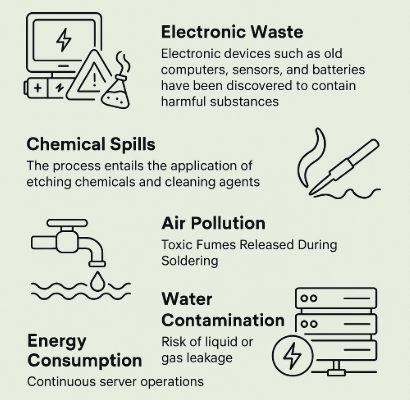 Electronic Waste
Electronic devices such as old
computers, sensors, and batteries
have been discovered to contain
harmful substances
Chemical Spills
The process entails the application of
etching chemicals and cleaning agents
Air Pollution
Toxic Fumes Released During
Soldering
Water
Contamination
Risk of liquid or
gas leakage
Energy
Consumption
Continuous server operations